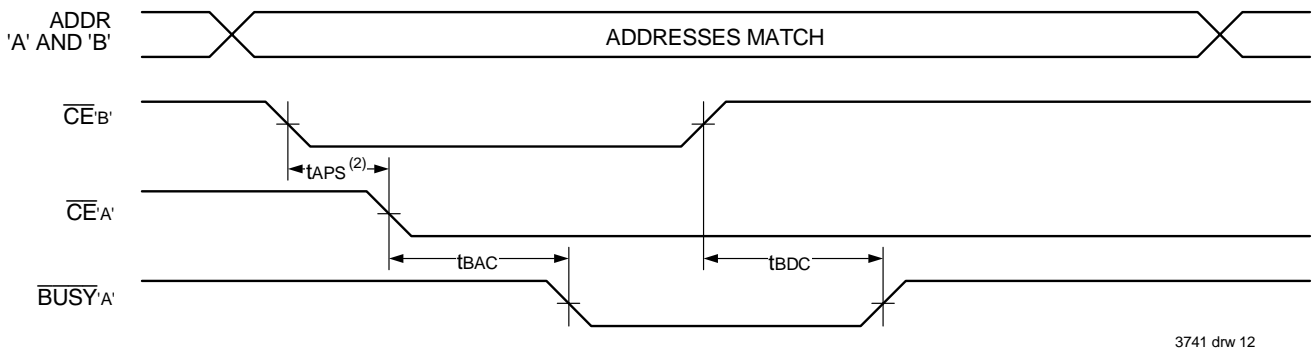 ADDR
'A' AND 'B'
ADDRESSES MATCH
CE'B'
tAPS (2)
CE'A'
tBAC
tBDC
BUSY'A'
3741 drw 12